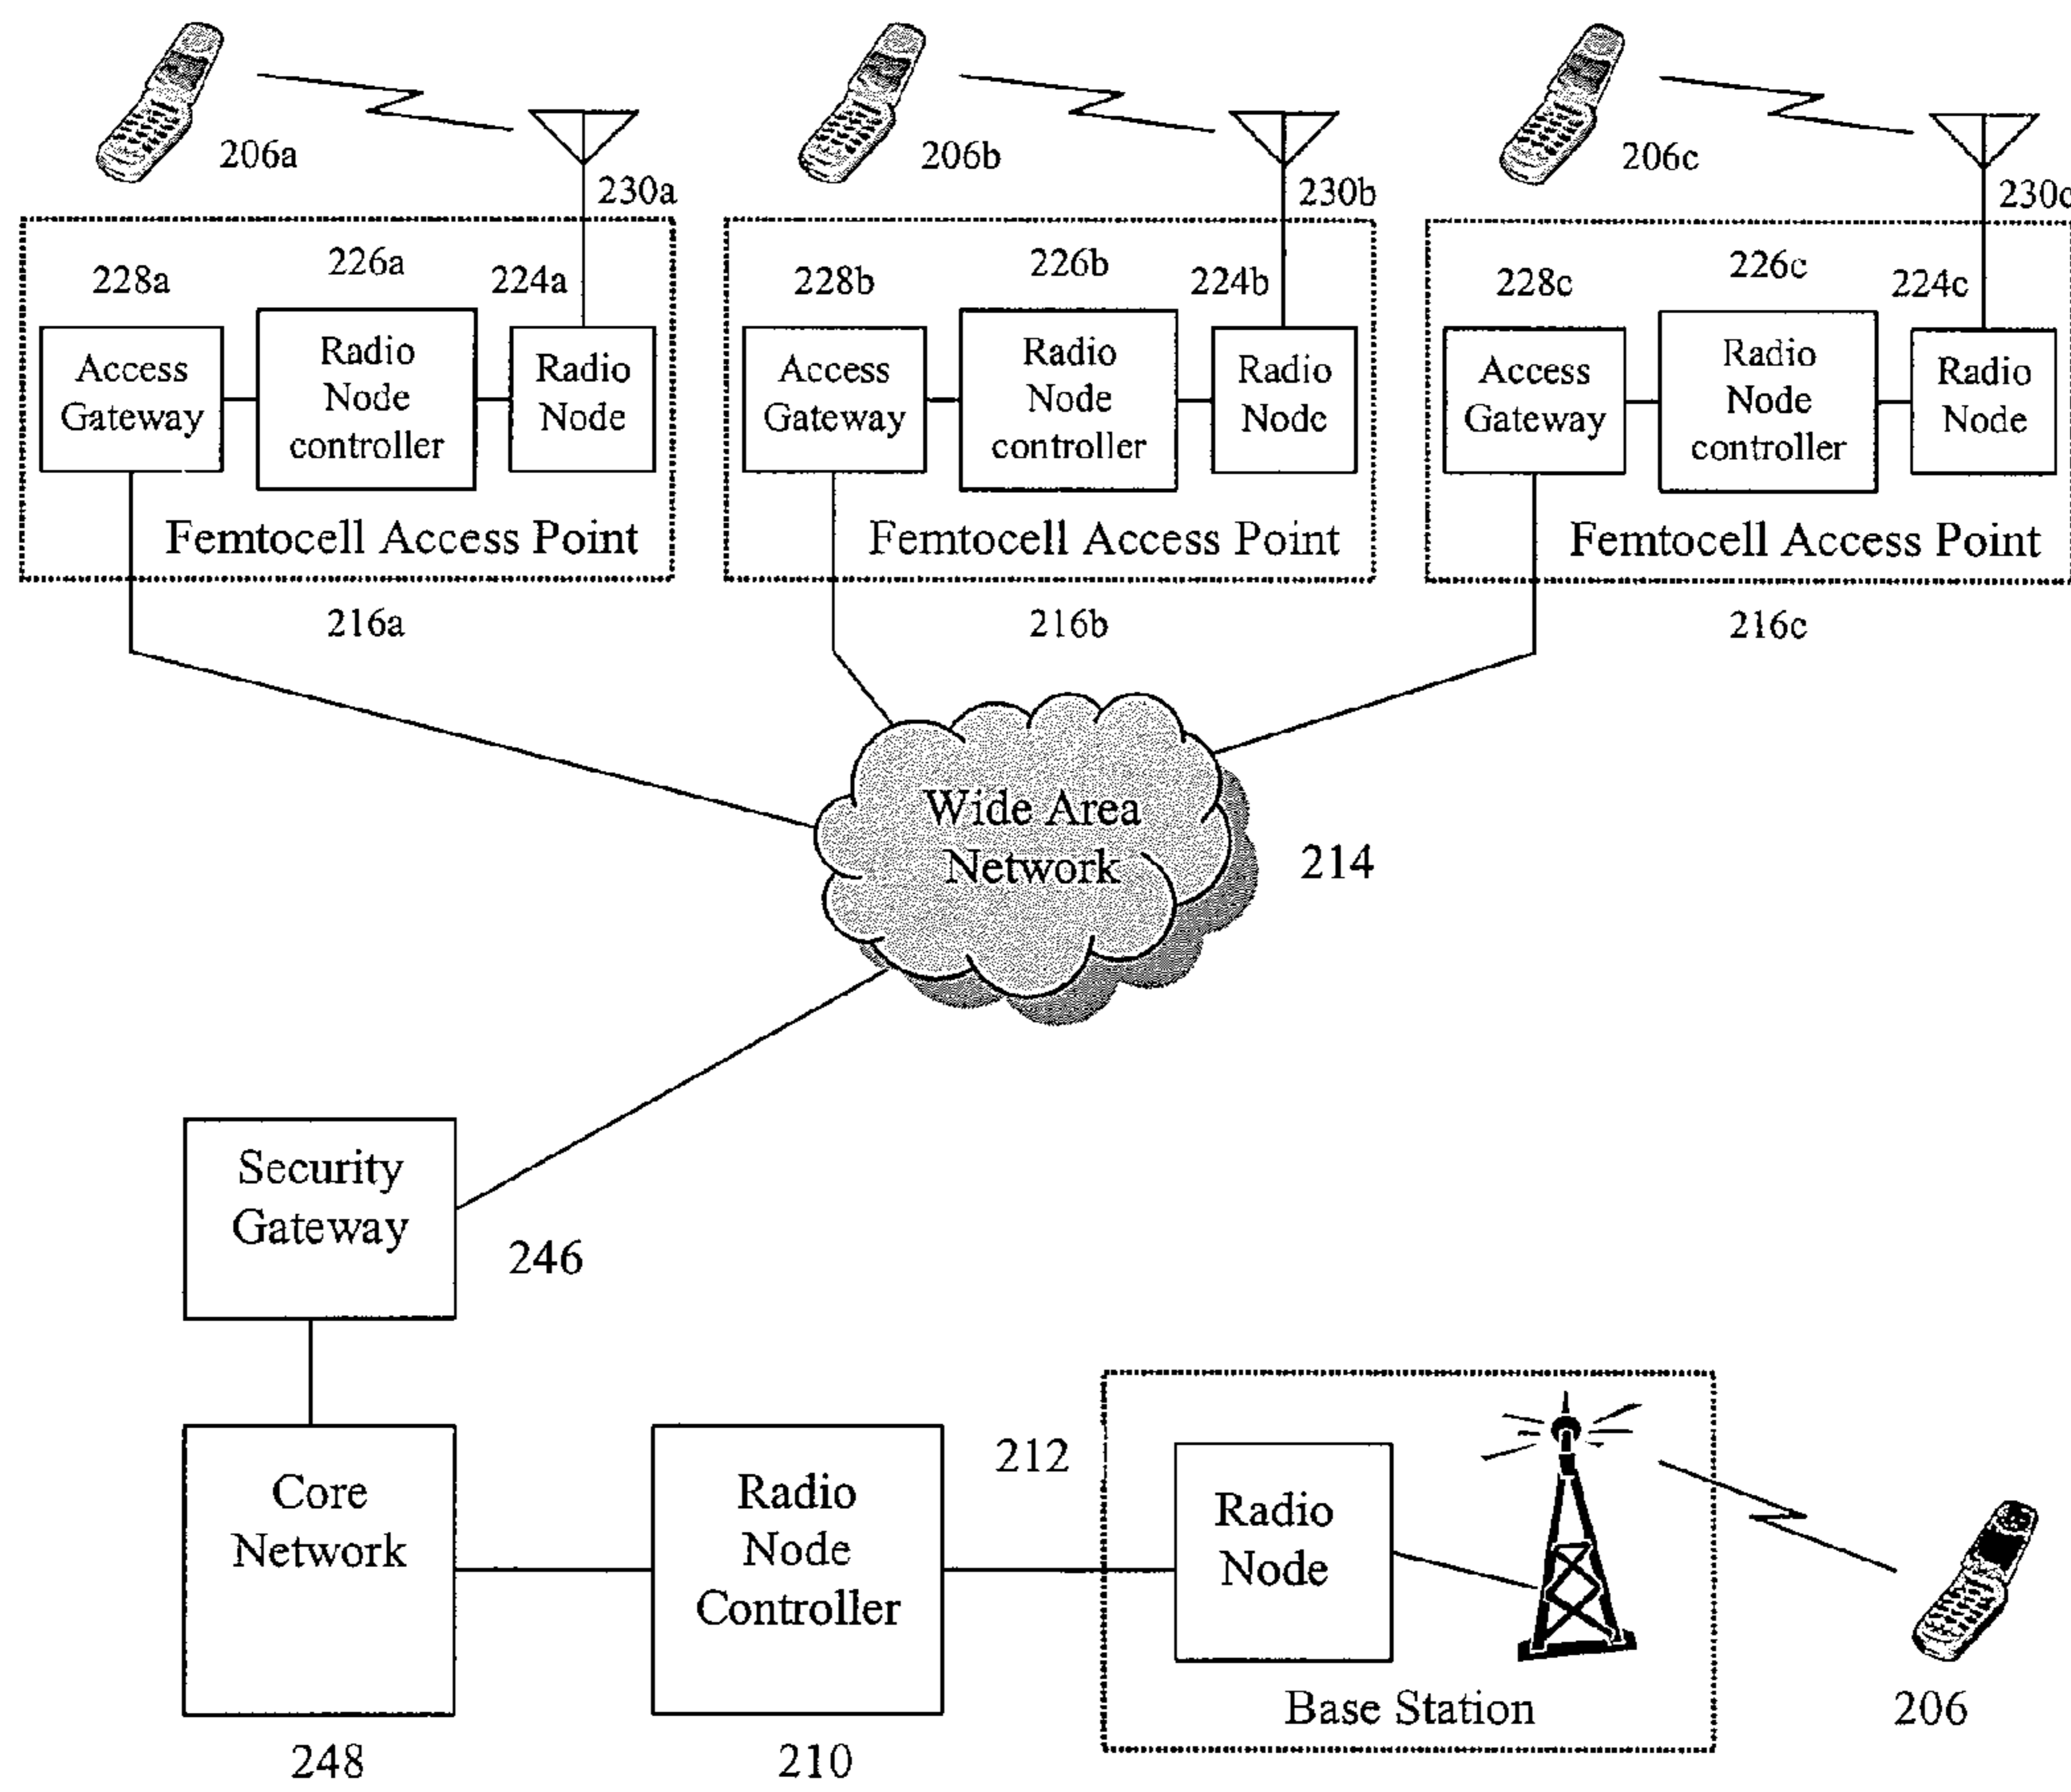 206a
206b
206c
230a
230b
230c
228a
226a
224a
228b
226b
224b
228c
226c
224c
Access
Gateway
Radio
Node
controller
Radio
Node
Access
Gateway
Radio
Node
controller
Radio
Node
Access
Gateway
Radio
Node
controller
Radio
Node
Femtocell Access Point
Femtocell Access Point
Femtocell Access Point
216a
216b
216c
Wide Area
Network
214
Security
Gateway
246
Core
Network
Radio
Node
Controller
212
Radio
Node
Base Station
206
248
210